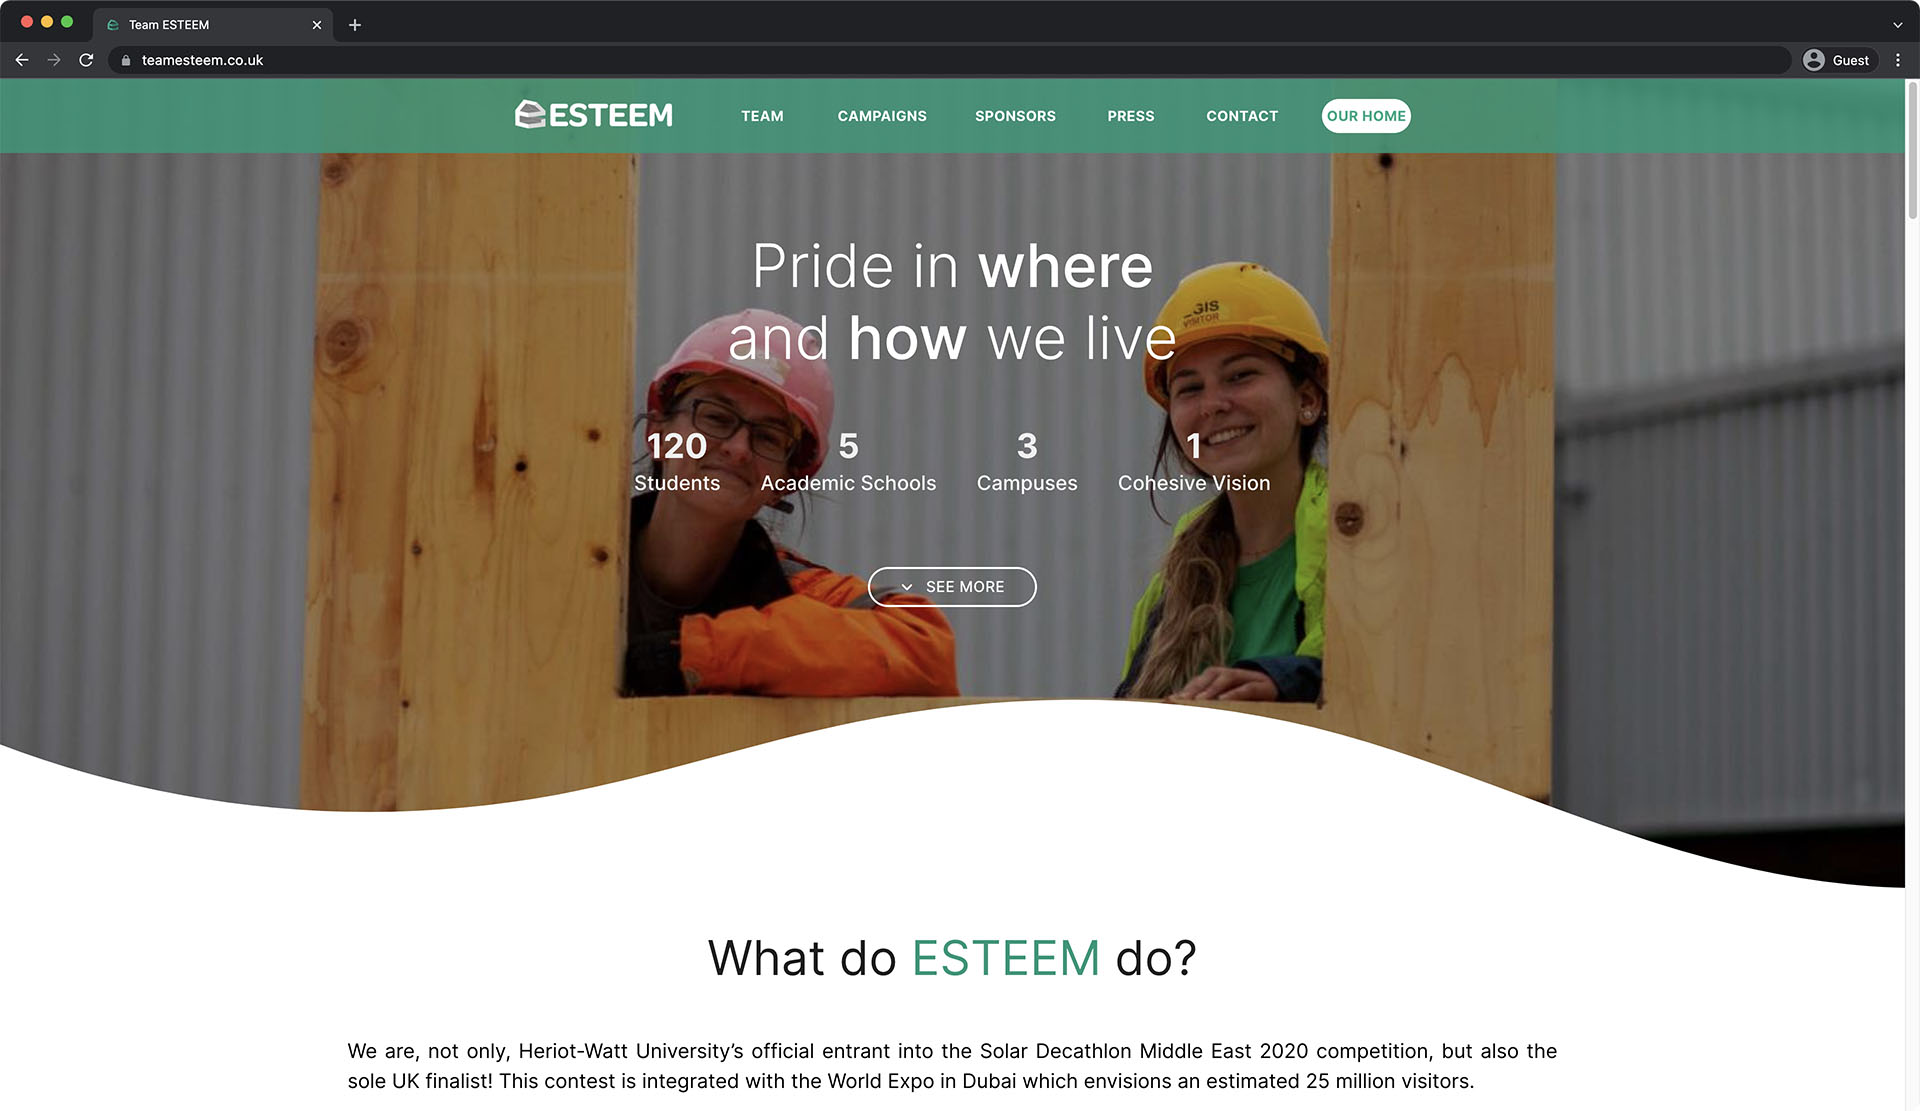 Team ESTEEM
teamesteem.co.uk
Guest
ESTEEM
TEAM
CAMPAIGNS
SPONSORS
PRESS
CONTACT
OUR HOME
Pride in where
and how we live
GIS
VISITOR
120
Students
5
Academic Schools
3
Campuses
1
Cohesive Vision
SEE MORE
What do ESTEEM do?
We are, not only, Heriot-Watt University’s official entrant into the Solar Decathlon Middle East 2020 competition, but also the
sole UK finalist! This contest is integrated with the World Expo in Dubai which envisions an estimated 25 million visitors.